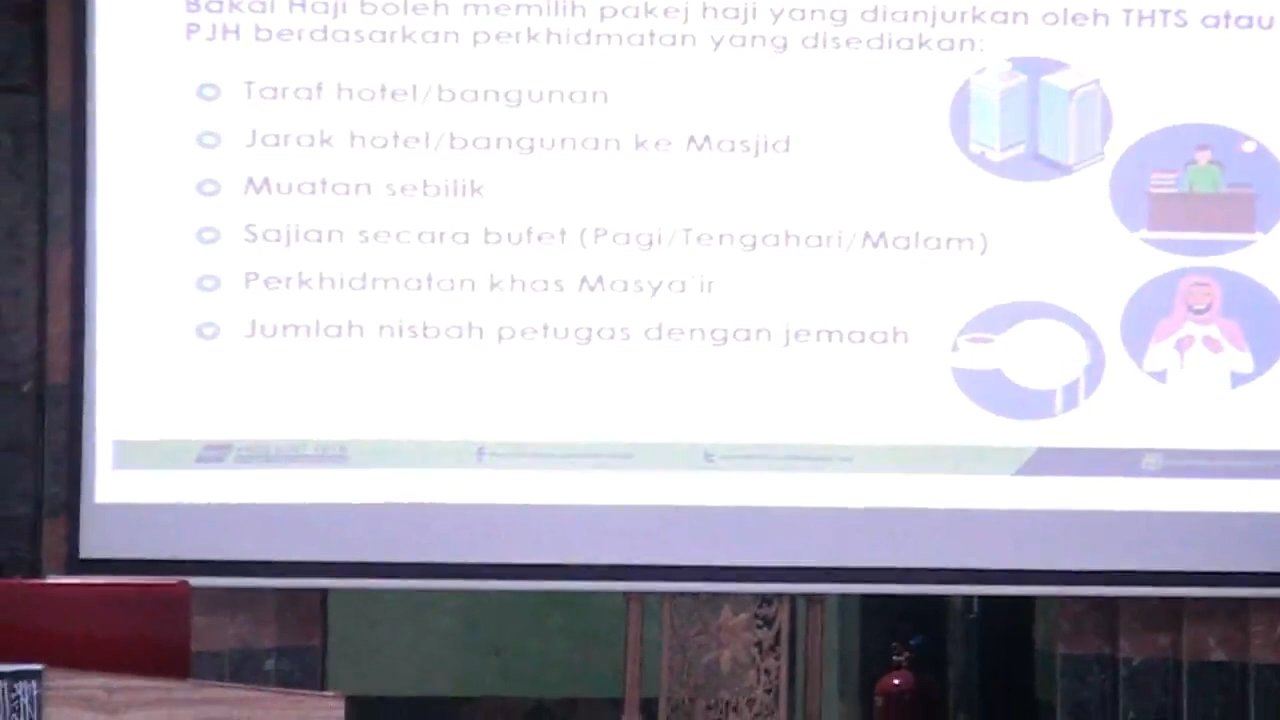 Bakal Haji boleh memilih pakej haji yang dianjurkan oleh THTS atau
PJH berdasarkan perkhidmatan yang disediakan:
Taraf hotel/bangunan
Jarak hotel/bangunan ke Masjid
Muatan sebilik
Sajian secara bufet (Pagi/Tengahari/Malam)
Perkhidmatan khas Masya'ir
Jumlah nisbah petugas dengan jemaah